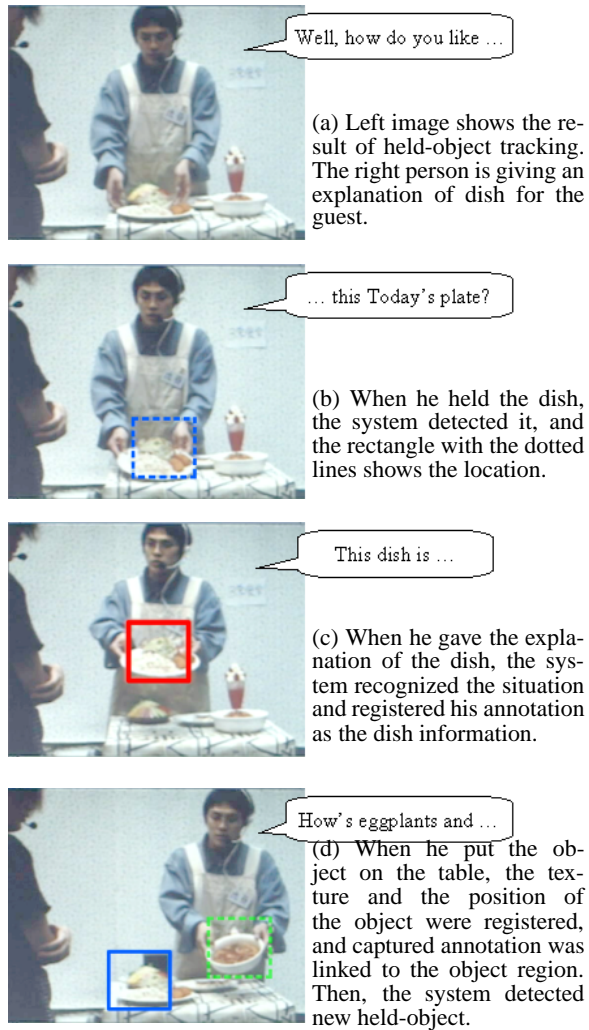 Well, how do you like …
(a) Left image shows the re-
sult of held-object tracking.
The right person is giving an
explanation of dish for the
guest.
… this Today's plate?
(b) When he held the dish,
the system detected it, and
the rectangle with the dotted
lines shows the location.
This dish is …
(c) When he gave the expla-
nation of the dish, the sys-
tem recognized the situation
and registered his annotation
as the dish information.
How's eggplants and …
(d) When he put the ob-
ject on the table, the tex-
ture and the position of
the object were registered,
and captured annotation was
linked to the object region.
Then, the system detected
new held-object.